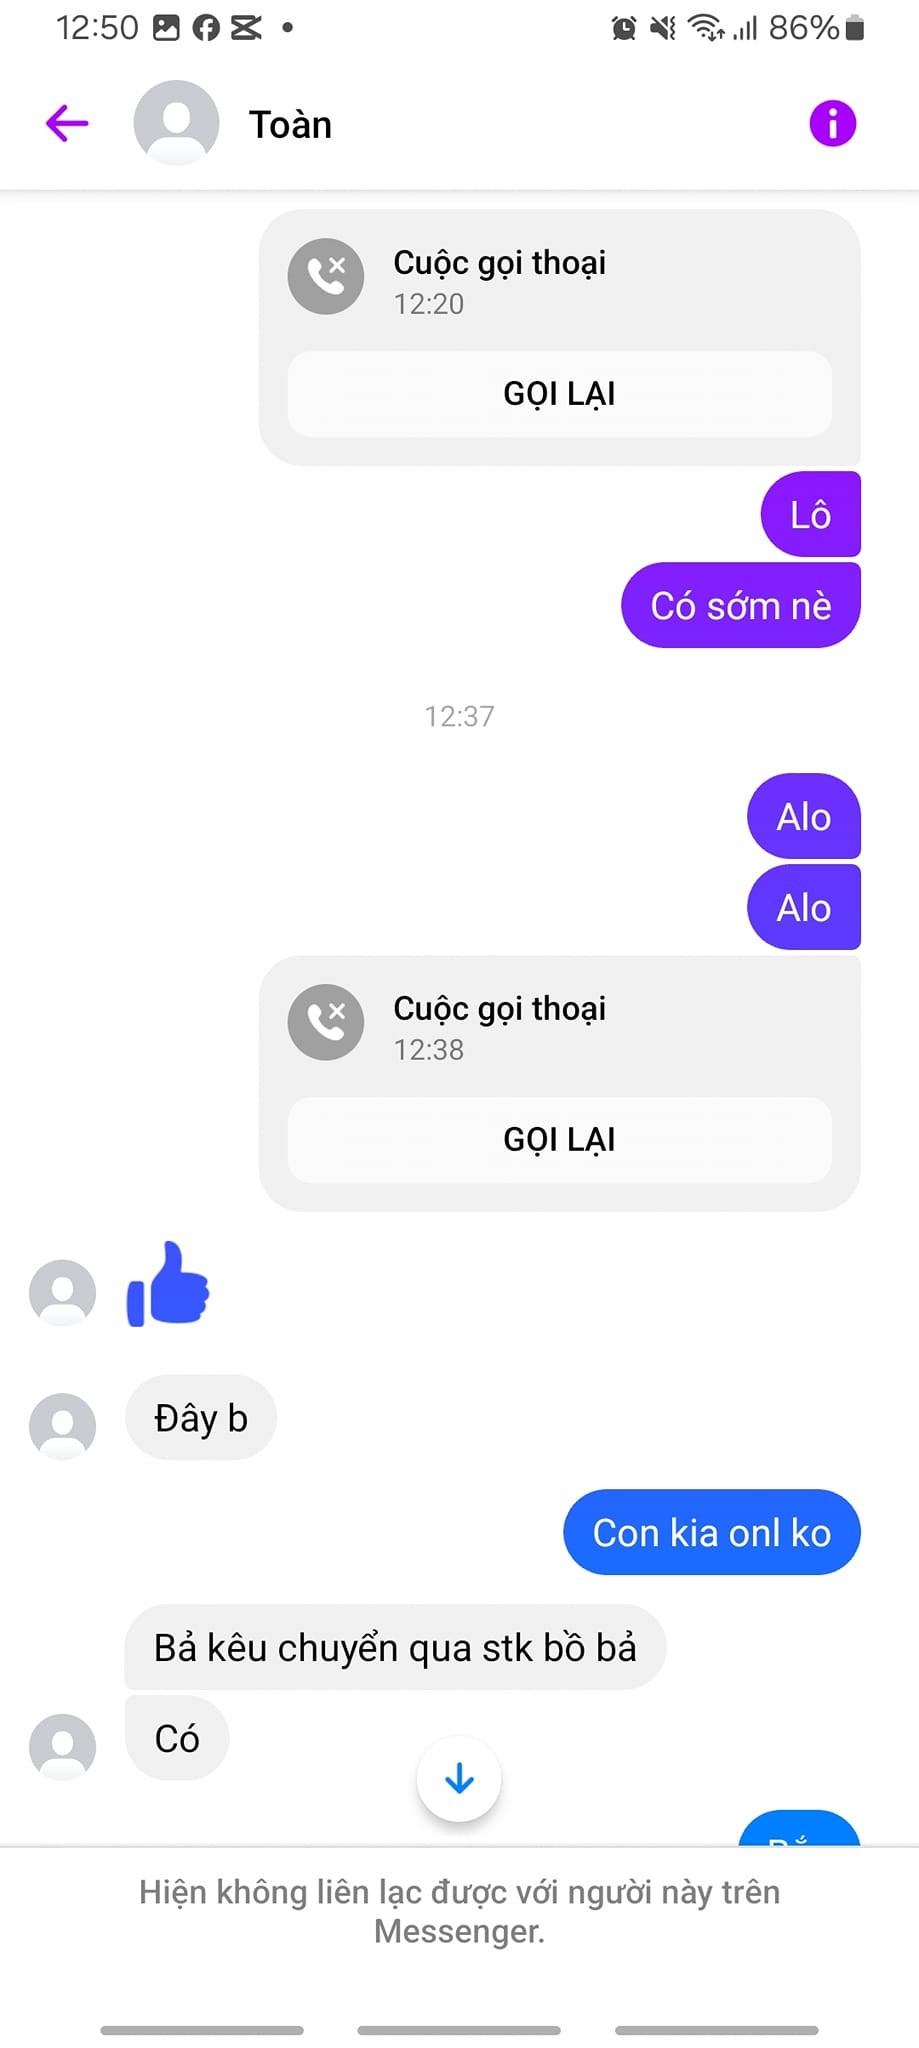 12:50
86%
Toàn
Cuộc gọi thoại
12:20
GỌI LẠI
Lô
Có sớm nè
12:37
Alo
Alo
Cuộc gọi thoại
12:38
GỌI LẠI
Đây b
Con kia onl ko
Bả kêu chuyển qua stk bồ bả
Có
Hiện không liên lạc được với người này trên
Messenger.